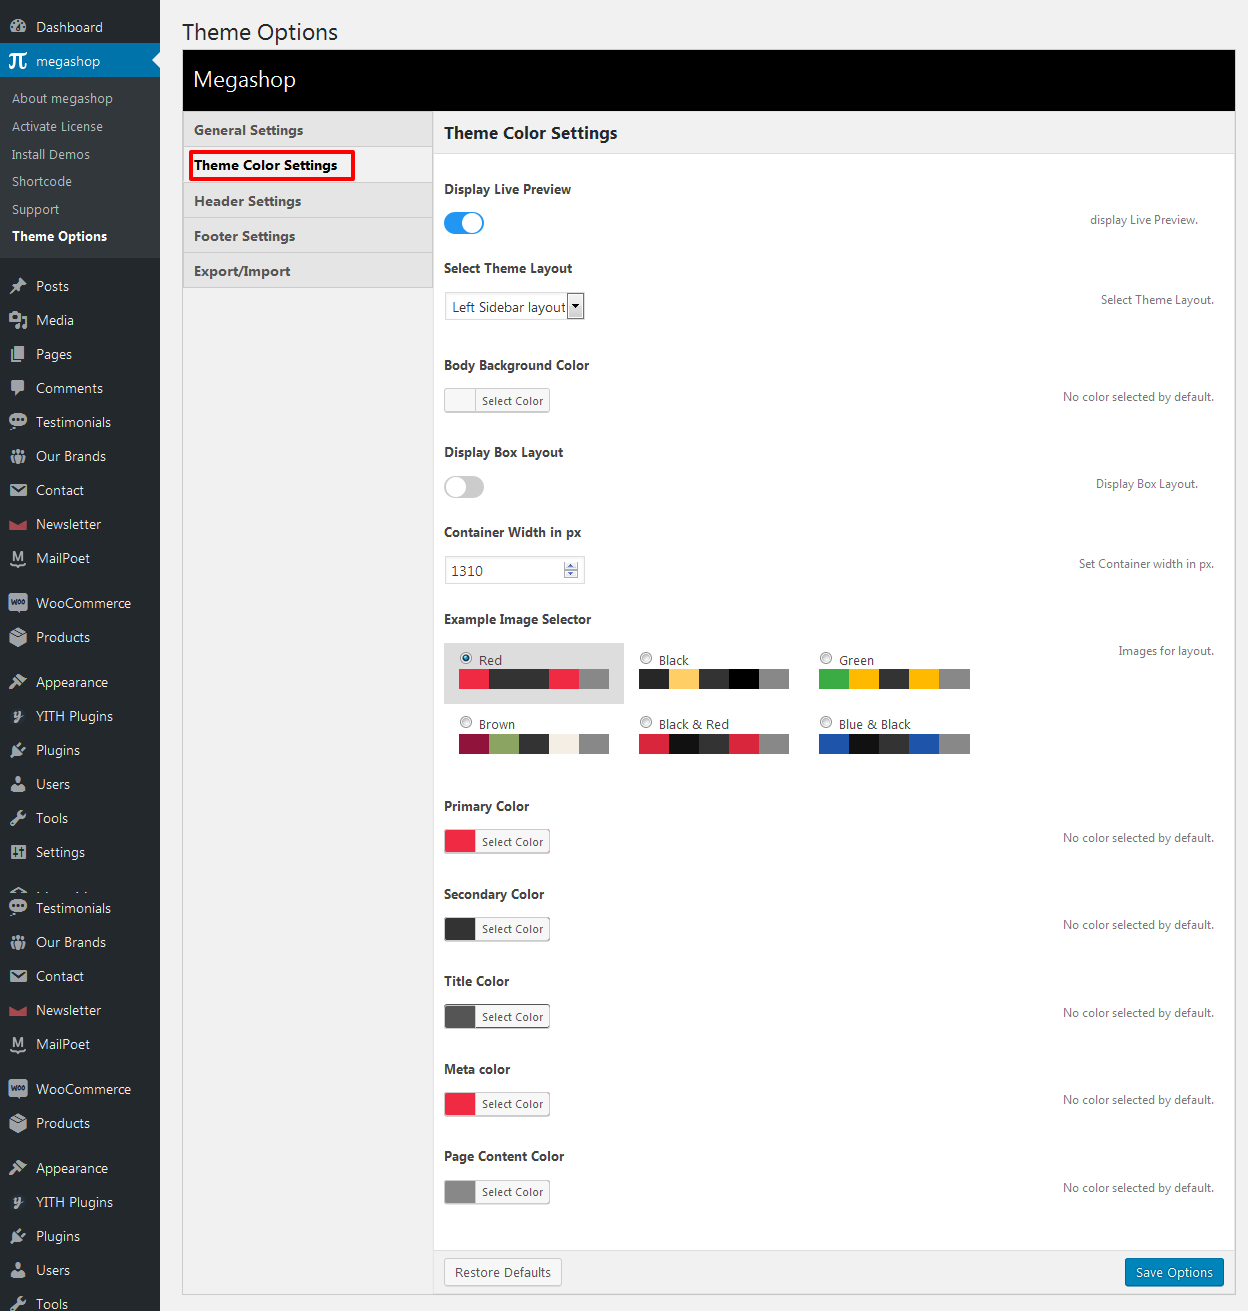 Dashboard
megashop
About megashop
Activate License
Install Demos
Shortcode
Support
Theme Options
Posts
Media
Pages
Comments
Testimonials
Our Brands
Contact
Newsletter
MailPoet
WooCommerce
Products
Appearance
YITH Plugins
Plugins
Users
Tools
Settings
Testimonials
Our Brands
Contact
Newsletter
MailPoet
WooCommerce
Products
Appearance
YITH Plugins
Plugins
Users
Tools
Theme Options
Megashop
General Settings
Theme Color Settings
Header Settings
Footer Settings
Export/Import
Theme Color Settings
Display Live Preview
display Live Preview.
Select Theme Layout
Left Sidebar layout
Select Theme Layout.
Body Background Color
Select Color
No color selected by default.
Display Box Layout
Display Box Layout.
Container Width in px
1310
Set Container width in px.
Example Image Selector
Images for layout.
Red
Black
Green
Brown
Black & Red
Blue & Black
Primary Color
Select Color
No color selected by default.
Secondary Color
Select Color
No color selected by default.
Title Color
Select Color
No color selected by default.
Meta color
Select Color
No color selected by default.
Page Content Color
Select Color
No color selected by default.
Restore Defaults
Save Options